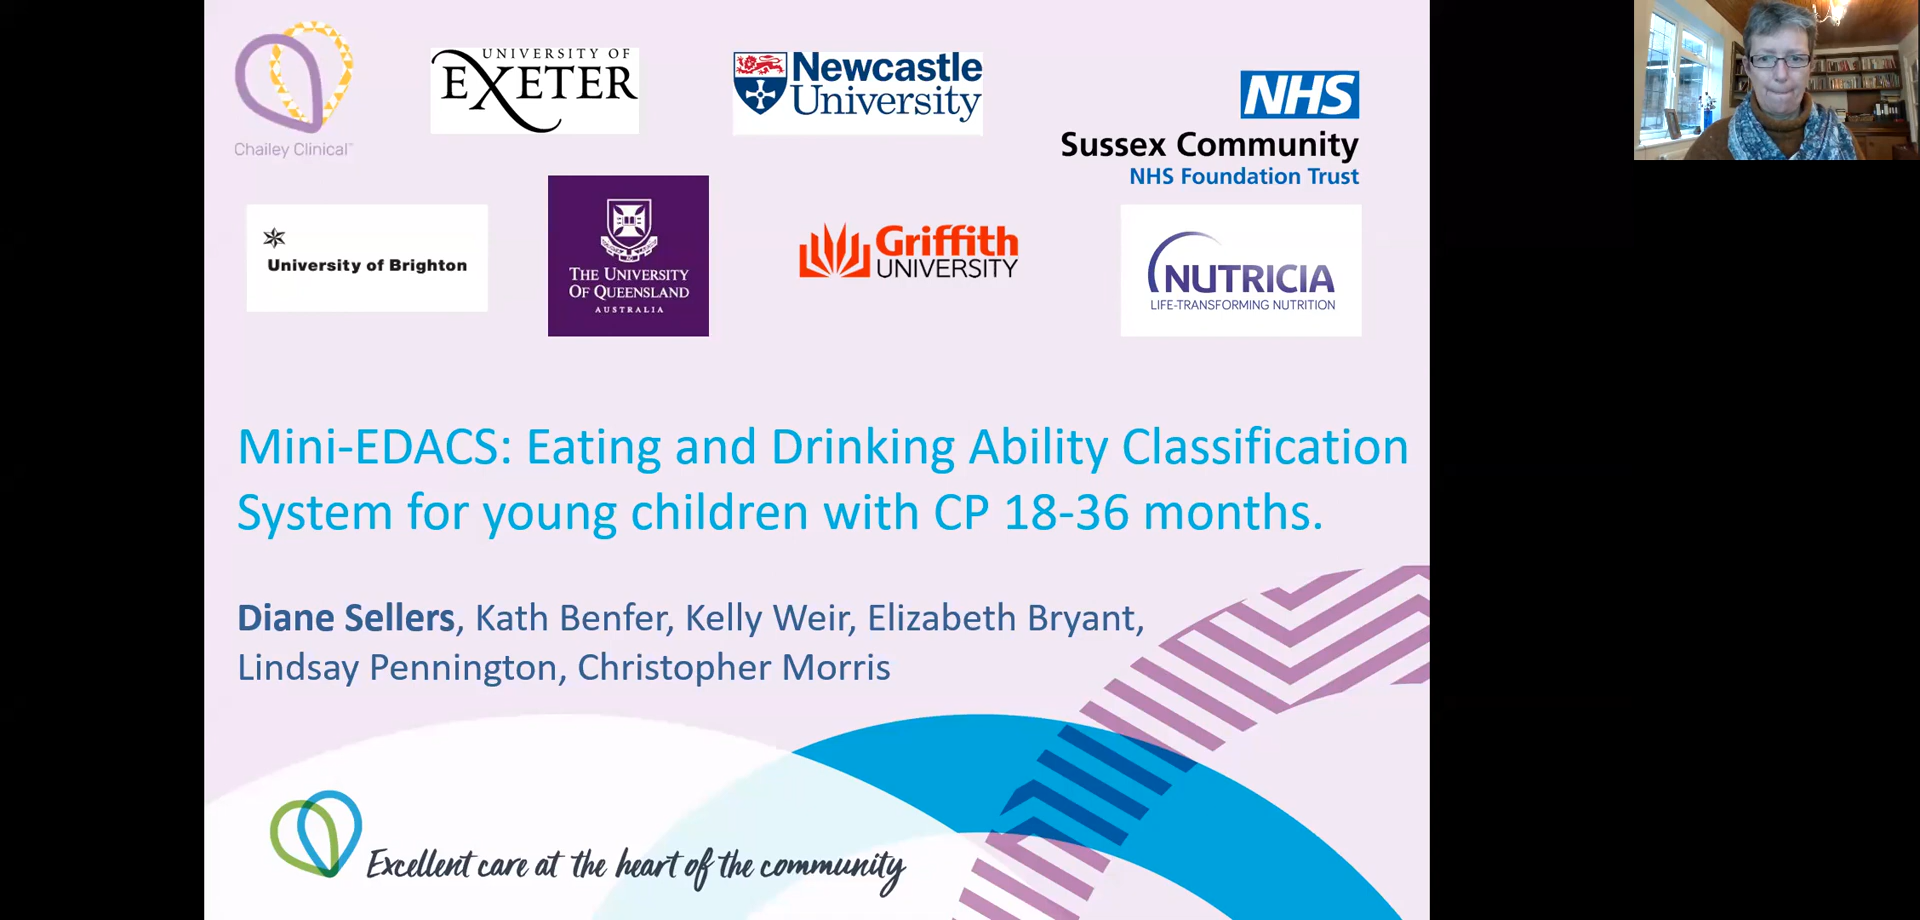 Chailey Clinical™
UNIVERSITY OF
EXETER
Newcastle
University
NHS
Sussex Community
NHS Foundation Trust
University of Brighton
THE UNIVERSITY
OF QUEENSLAND
AUSTRALIA
Griffith
UNIVERSITY
NUTRICIA
LIFE-TRANSFORMING NUTRITION
Mini-EDACS: Eating and Drinking Ability Classification
System for young children with CP 18-36 months.
Diane Sellers, Kath Benfer, Kelly Weir, Elizabeth Bryant,
Lindsay Pennington, Christopher Morris
Excellent care at the heart of the community